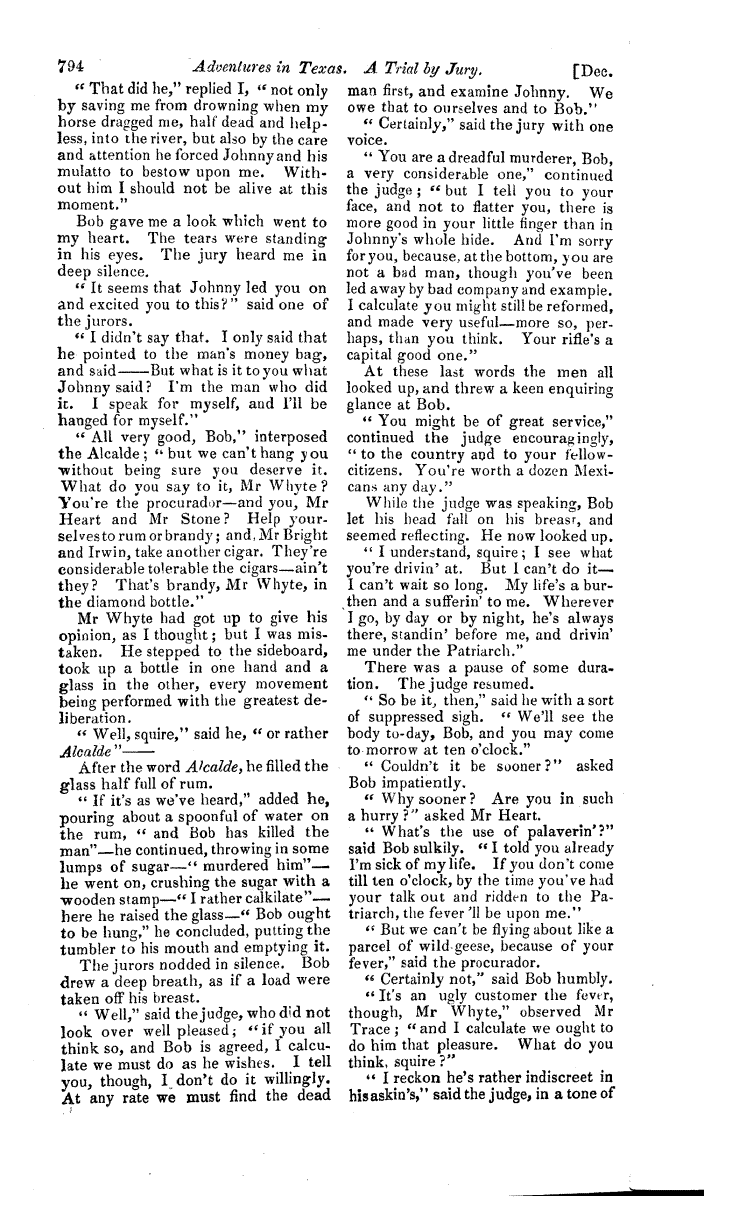 794 Adventures in Texas. A Trial by Jury. [Dec.
“ That did he,” replied I, “ not only
by saving me from drowning when my
horse dragged me, half dead and help-
less, into the river, but also by the care
and attention he forced Johnny and his
mulatto to bestow upon me. With-
out him I should not be alive at this
moment.”
Bob gave me a look which went to
my heart. The tears were standing
in his eyes. The jury heard me in
deep silence.
“ It seems that Johnny led you on
and excited you to this?” said one of
the jurors.
“ I didn't say that. I only said that
he pointed to the man's money bag,
and said——But what is it to you what
Johnny said? I'm the man who did
it. I speak for myself, and I'll be
hanged for myself.”
“ All very good, Bob,” interposed
the Alcalde; “ but we can't hang you
without being sure you deserve it.
What do you say to it, Mr Whyte?
You're the procurador—and you, Mr
Heart and Mr Stone? Help your-
selves to rum or brandy; and, Mr Bright
and Irwin, take another cigar. They're
considerable tolerable the cigars—ain't
they? That's brandy, Mr Whyte, in
the diamond bottle.”
Mr Whyte had got up to give his
opinion, as I thought; but I was mis-
taken. He stepped to the sideboard,
took up a bottle in one hand and a
glass in the other, every movement
being performed with the greatest de-
liberation.
“ Well, squire,” said he, “ or rather
Alcalde”——
After the word Alcalde, he filled the
glass half full of rum.
“ If it's as we've heard,” added he,
pouring about a spoonful of water on
the rum, “ and Bob has killed the
man”—he continued, throwing in some
lumps of sugar—“ murdered him”—
he went on, crushing the sugar with a
wooden stamp—“ I rather calkilate”—
here he raised the glass—“ Bob ought
to be hung,” he concluded, putting the
tumbler to his mouth and emptying it.
The jurors nodded in silence. Bob
drew a deep breath, as if a load were
taken off his breast.
“ Well,” said the judge, who did not
look over well pleased; “ if you all
think so, and Bob is agreed, I calcu-
late we must do as he wishes. I tell
you, though, I don't do it willingly.
At any rate we must find the dead
man first, and examine Johnny. We
owe that to ourselves and to Bob.”
“ Certainly,” said the jury with one
voice.
“ You are a dreadful murderer, Bob,
a very considerable one,” continued
the judge; “ but I tell you to your
face, and not to flatter you, there is
more good in your little finger than in
Johnny's whole hide. And I'm sorry
for you, because, at the bottom, you are
not a bad man, though you've been
led away by bad company and example.
I calculate you might still be reformed,
and made very useful—more so, per-
haps, than you think. Your rifle's a
capital good one.”
At these last words the men all
looked up, and threw a keen enquiring
glance at Bob.
“ You might be of great service,”
continued the judge encouragingly,
“ to the country and to your fellow-
citizens. You're worth a dozen Mexi-
cans any day.”
While the judge was speaking, Bob
let his head fall on his breast, and
seemed reflecting. He now looked up.
“ I understand, squire; I see what
you're drivin' at. But I can't do it—
I can't wait so long. My life's a bur-
then and a sufferin' to me. Wherever
I go, by day or by night, he's always
there, standin' before me, and drivin'
me under the Patriarch.”
There was a pause of some dura-
tion. The judge resumed.
“ So be it, then,” said he with a sort
of suppressed sigh. “ We'll see the
body to-day, Bob, and you may come
to-morrow at ten o'clock.”
“ Couldn't it be sooner?” asked
Bob impatiently.
“ Why sooner? Are you in such
a hurry?” asked Mr Heart.
“ What's the use of palaverin'?”
said Bob sulkily. “ I told you already
I'm sick of my life. If you don't come
till ten o'clock, by the time you've had
your talk out and ridden to the Pa-
triarch, the fever 'll be upon me.”
“ But we can't be flying about like a
parcel of wild-geese, because of your
fever,” said the procurador.
“ Certainly not,” said Bob humbly.
“ It's an ugly customer the fever,
though, Mr Whyte,” observed Mr
Trace; “ and I calculate we ought to
do him that pleasure. What do you
think, squire?”
“ I reckon he's rather indiscreet in
his askin's,” said the judge, in a tone of